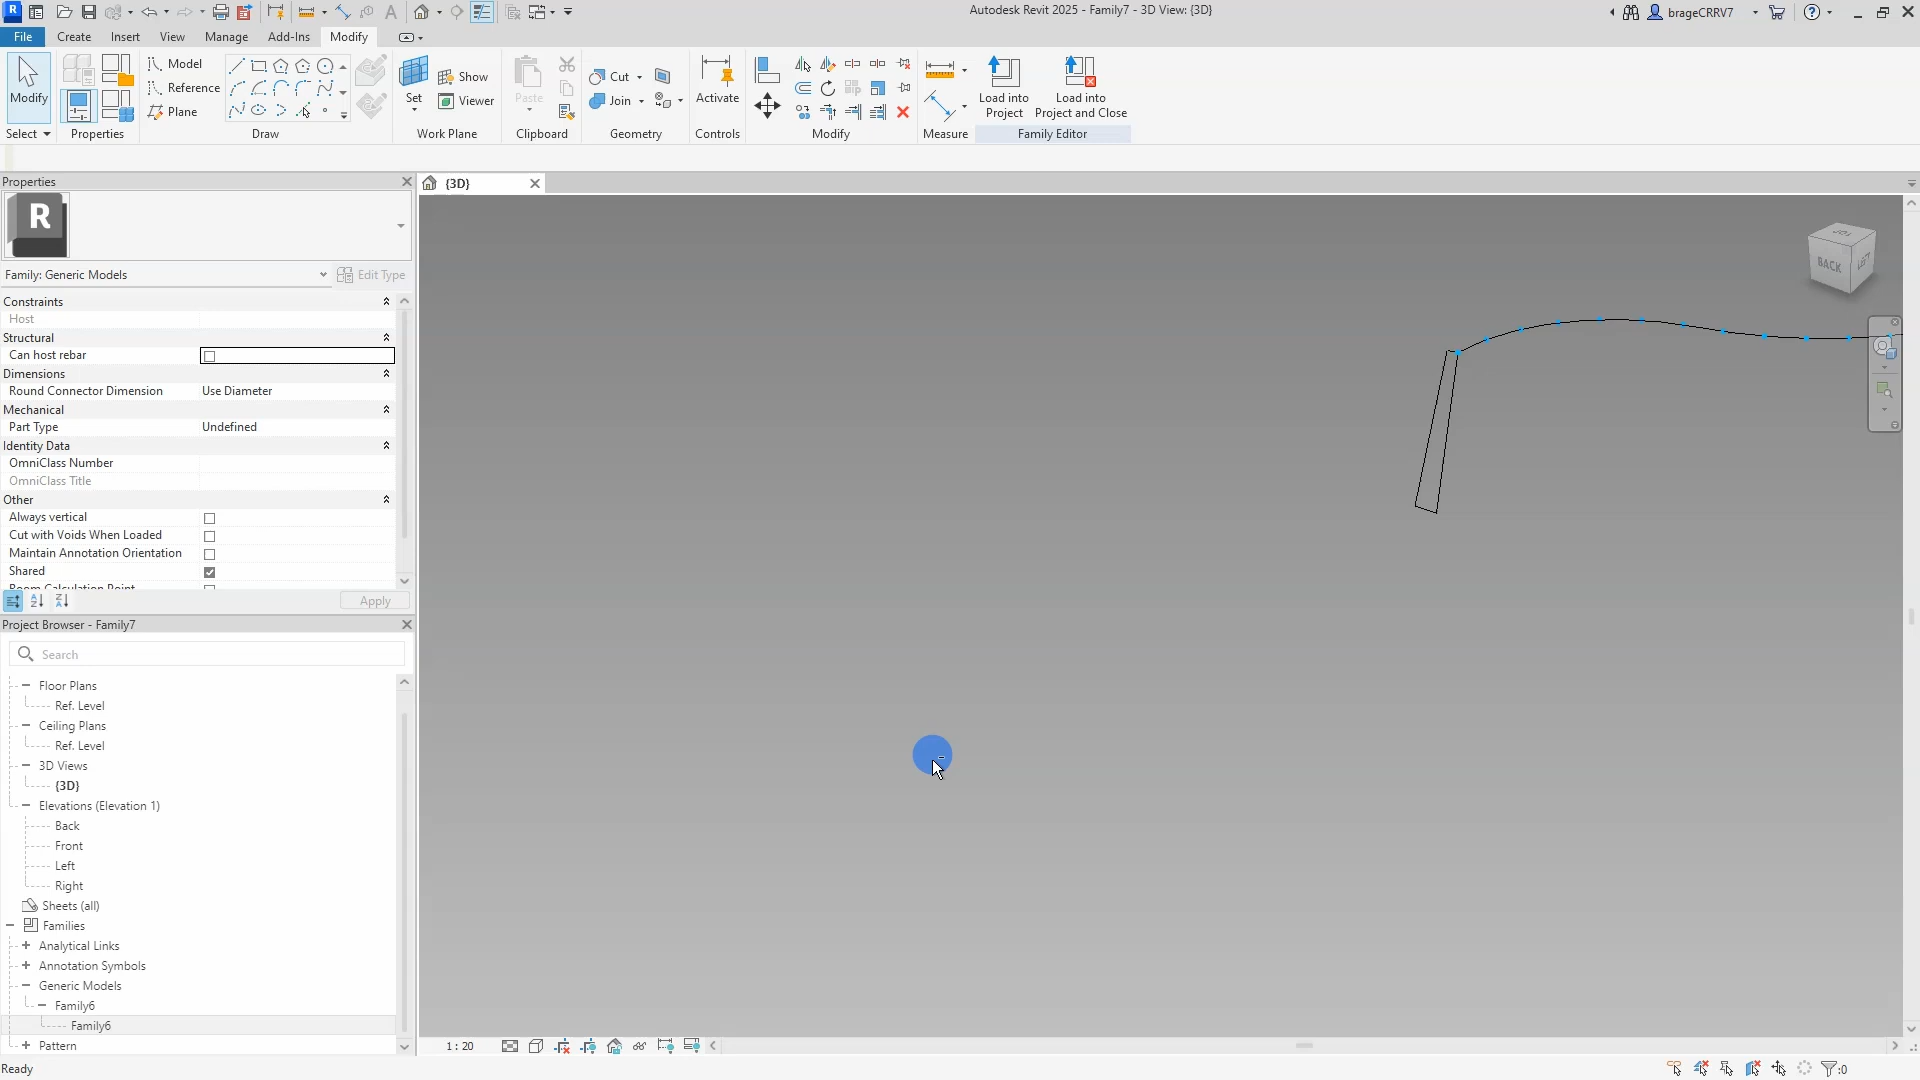 R
Autodesk Revit 2025 - Family7 - 3D View: {3D}
brageCRRV7
File
Create
Insert
View
Manage
Add-Ins
Modify
Modify
Select
Properties
Model
Reference
Plane
Draw
Set
Show
Viewer
Work Plane
Paste
Clipboard
Cut
Join
Geometry
Activate
Controls
Modify
Measure
Load into
Project
Load into
Project and Close
Family Editor
Properties
{3D}
R
Family: Generic Models
Edit Type
Constraints
Host
Structural
Can host rebar
Dimensions
Round Connector Dimension Use Diameter
Mechanical
Part Type Undefined
Identity Data
OmniClass Number
OmniClass Title
Other
Always vertical
Cut with Voids When Loaded
Maintain Annotation Orientation
Shared
Room Calculation Point
Apply
Project Browser - Family7
Search
Floor Plans
Ref. Level
Ceiling Plans
Ref. Level
3D Views
{3D}
Elevations (Elevation 1)
Back
Front
Left
Right
Sheets (all)
Families
Analytical Links
Annotation Symbols
Generic Models
Family6
Family6
Pattern
TOP
BACK
LEFT
1 : 20
Ready
:0